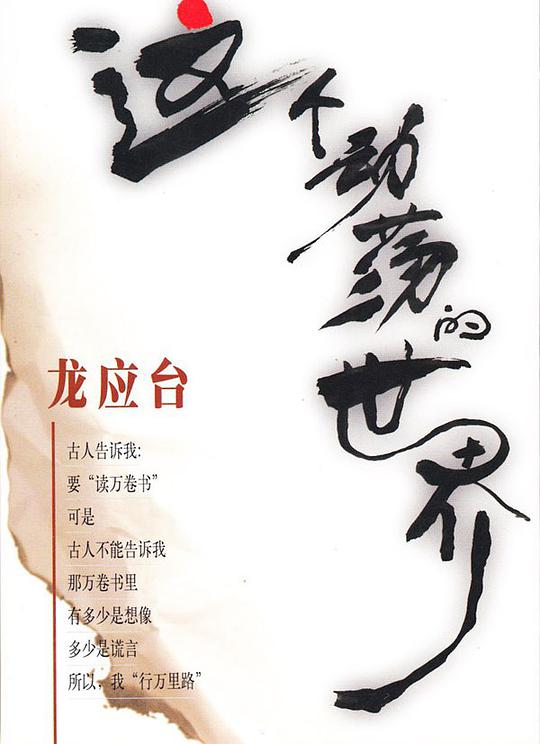 这个动荡的世界
龙应台
古人告诉我:
要“读万卷书”
可是
古人不能告诉我
那万卷书里
有多少是想像
多少是谎言
所以，我“行万里路”